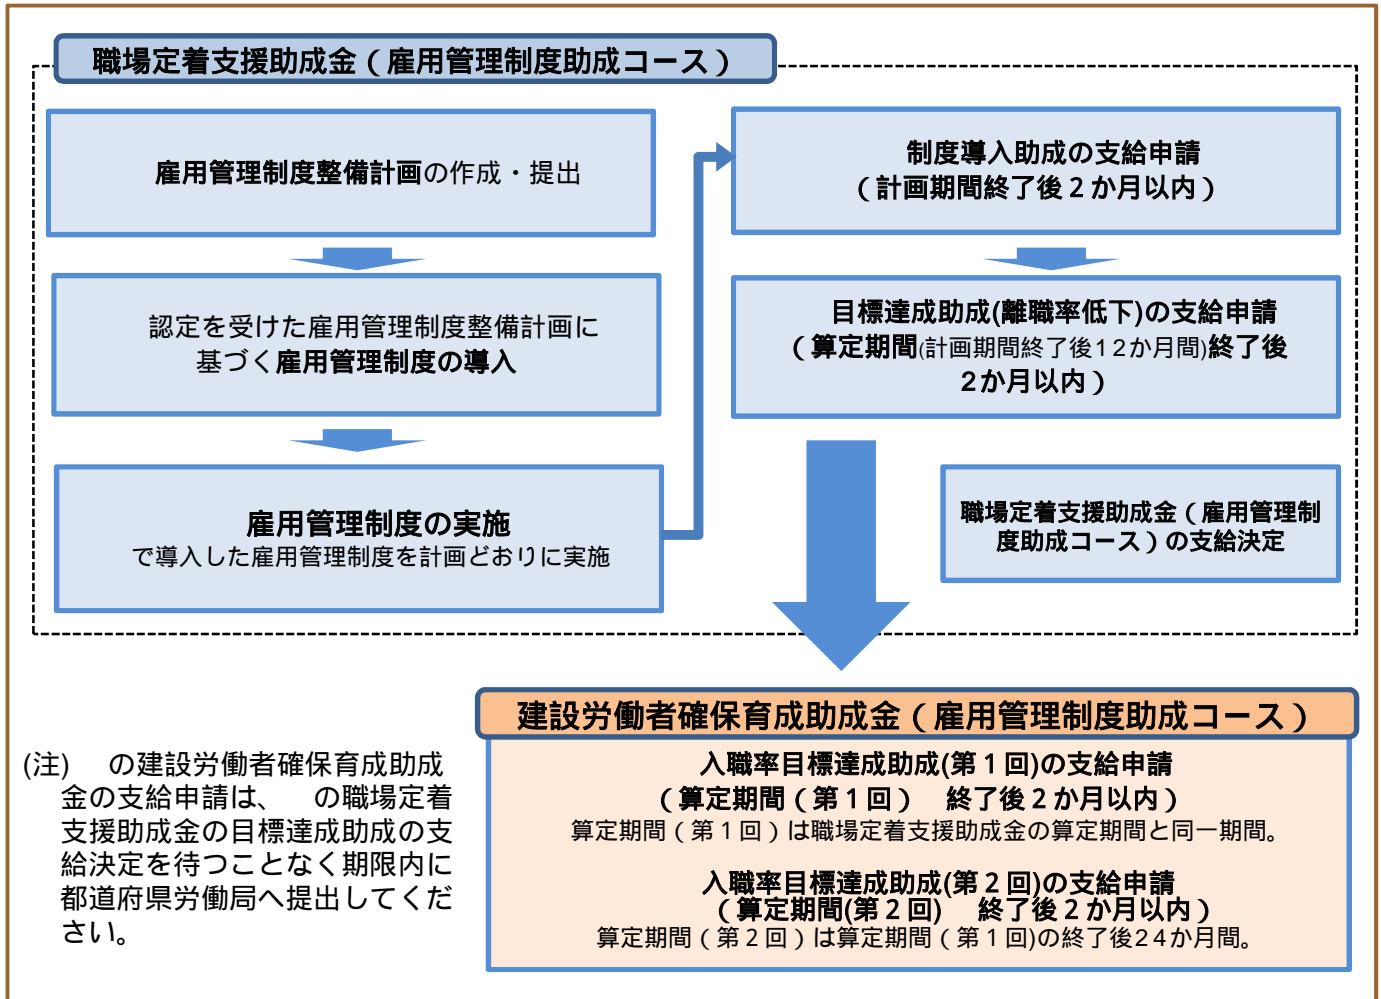 職場定着支援助成金（雇用管理制度助成コース）
雇用管理制度整備計画の作成・提出
認定を受けた雇用管理制度整備計画に
基づく雇用管理制度の導入
雇用管理制度の実施
で導入した雇用管理制度を計画どおりに実施
制度導入助成の支給申請
（計画期間終了後２か月以内）
目標達成助成(離職率低下)の支給申請
（算定期間(計画期間終了後12か月間)終了後
2か月以内）
職場定着支援助成金（雇用管理制
度助成コース）の支給決定
建設労働者確保育成助成金（雇用管理制度助成コース）
入職率目標達成助成(第１回)の支給申請
（算定期間（第１回）　終了後２か月以内）
算定期間（第１回）は職場定着支援助成金の算定期間と同一期間。
入職率目標達成助成(第２回)の支給申請
（算定期間(第２回)　終了後２か月以内）
算定期間（第２回）は算定期間（第１回)の終了後24か月間。
(注)　の建設労働者確保育成助成
金の支給申請は、　の職場定着
支援助成金の目標達成助成の支
給決定を待つことなく期限内に
都道府県労働局へ提出してくだ
さい。